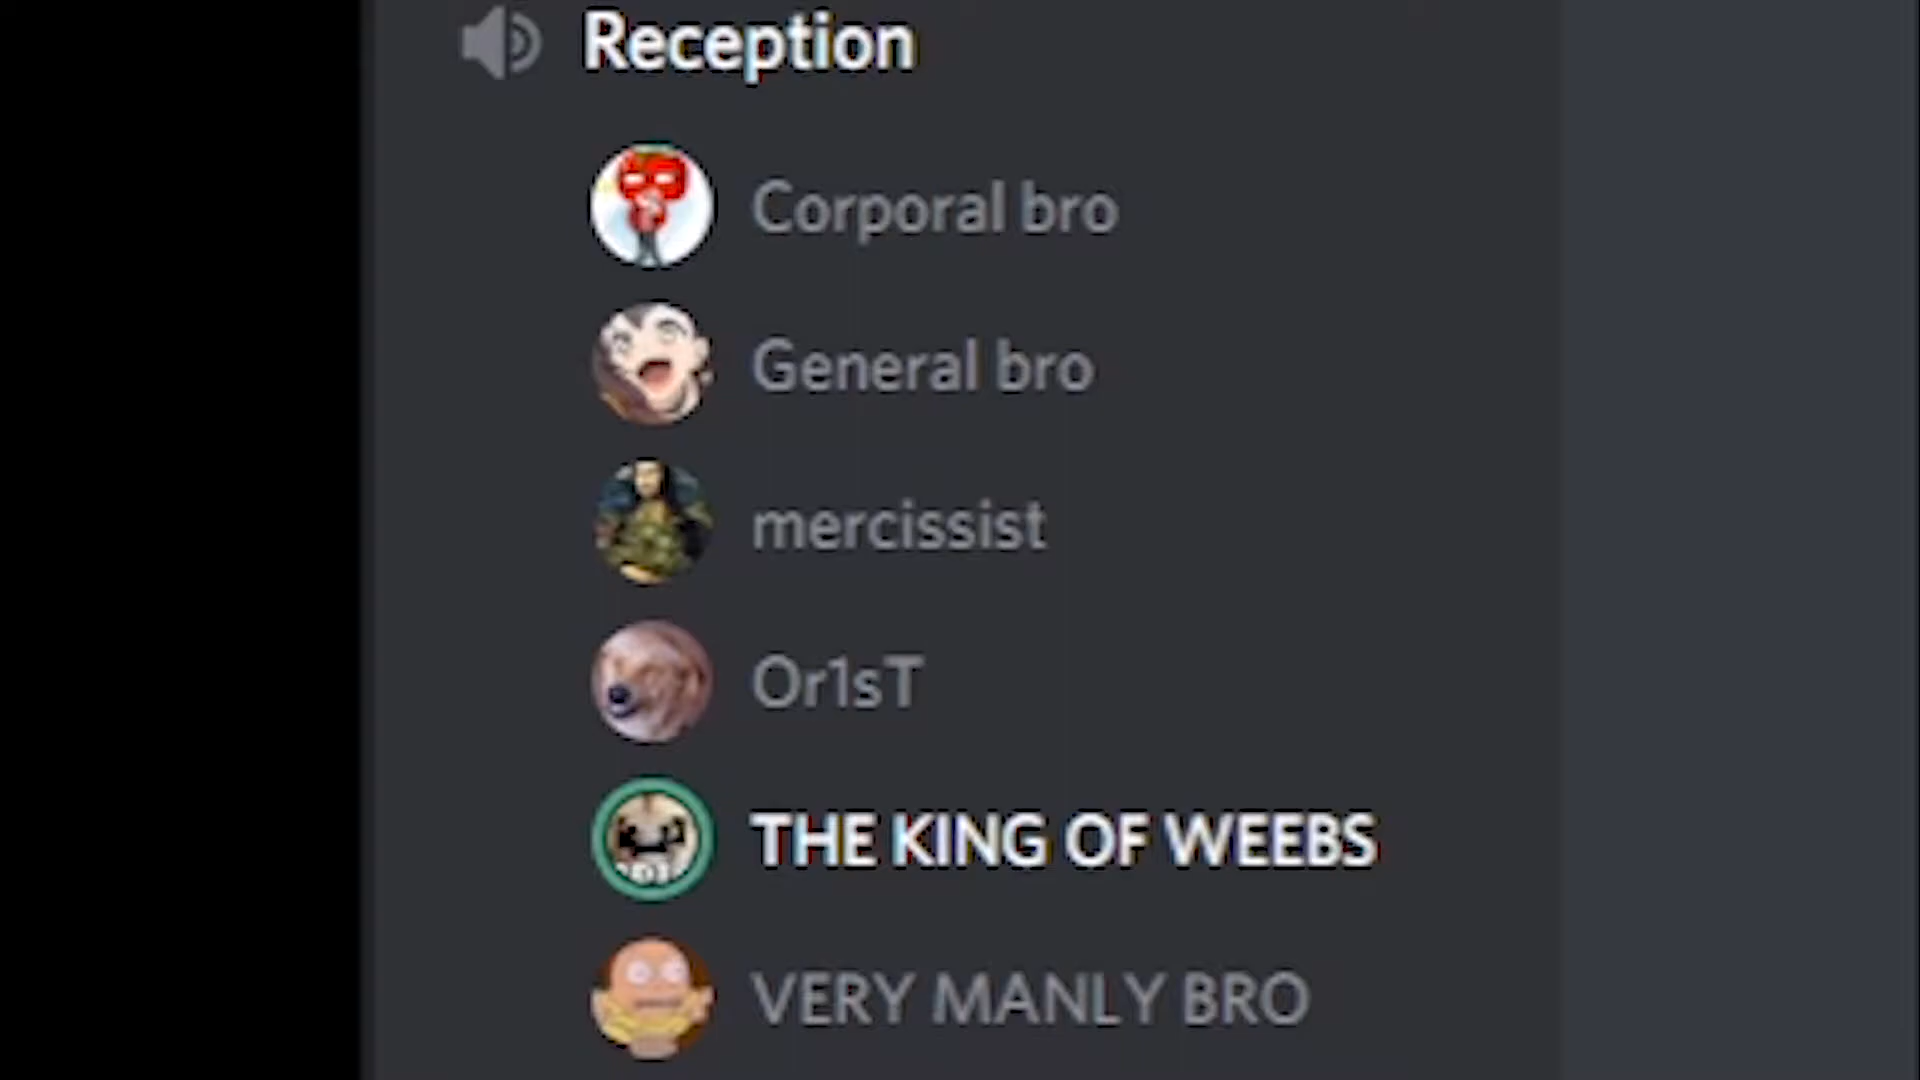 Reception
Corporal bro
General bro
mercissist
Or1sT
THE KING OF WEEBS
VERY MANLY BRO